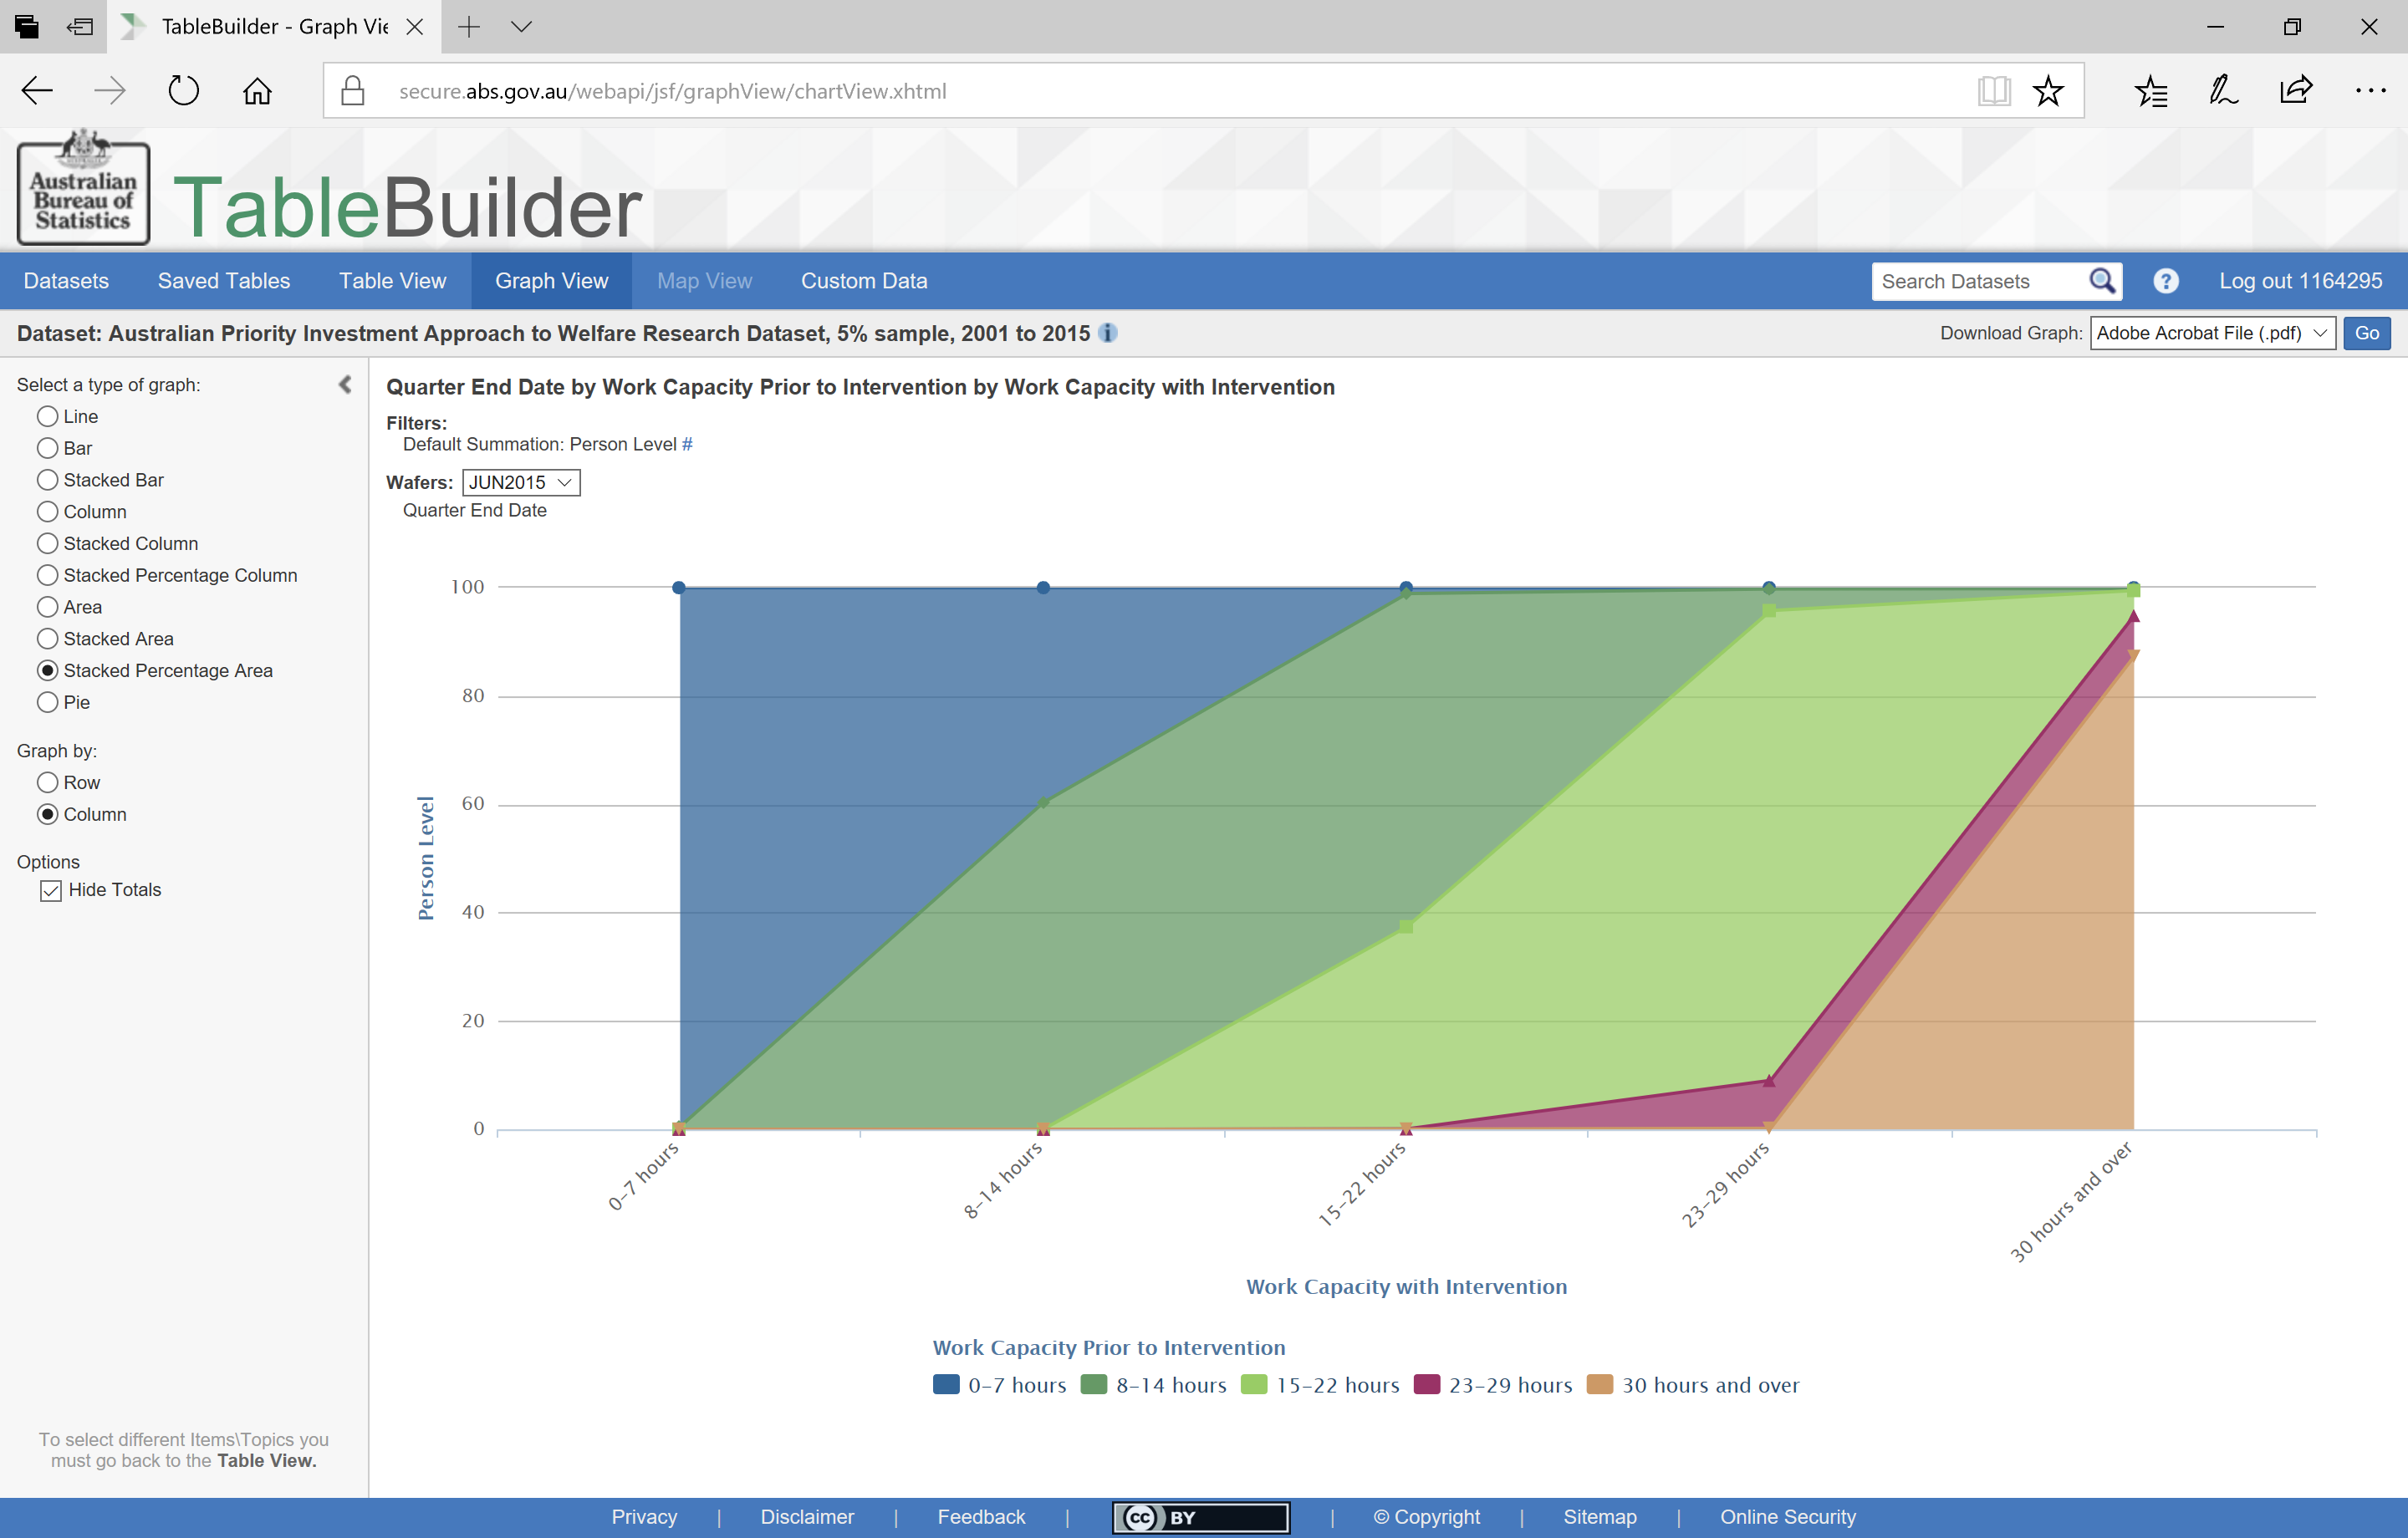 TableBuilder - Graph Vie
secure.abs.gov.au/webapi/jsf/graphView/chartView.xhtml
Australian
Bureau of
Statistics
TableBuilder
Datasets
Saved Tables
Table View
Graph View
Map View
Custom Data
Search Datasets
?
Log out 1164295
Dataset: Australian Priority Investment Approach to Welfare Research Dataset, 5% sample, 2001 to 2015 i
Download Graph: Adobe Acrobat File (.pdf) Go
Select a type of graph:
Line
Bar
Stacked Bar
Column
Stacked Column
Stacked Percentage Column
Area
Stacked Area
Stacked Percentage Area
Pie
Graph by:
Row
Column
Options
Hide Totals
To select different Items\Topics you
must go back to the Table View.
Quarter End Date by Work Capacity Prior to Intervention by Work Capacity with Intervention
Filters:
Default Summation: Person Level #
Wafers: JUN2015
Quarter End Date
100
80
60
40
20
0
Person Level
0-7 hours
8-14 hours
15-22 hours
23-29 hours
30 hours and over
Work Capacity with Intervention
Work Capacity Prior to Intervention
0-7 hours 8-14 hours 15-22 hours 23-29 hours 30 hours and over
Privacy | Disclaimer | Feedback | cc BY | © Copyright | Sitemap | Online Security